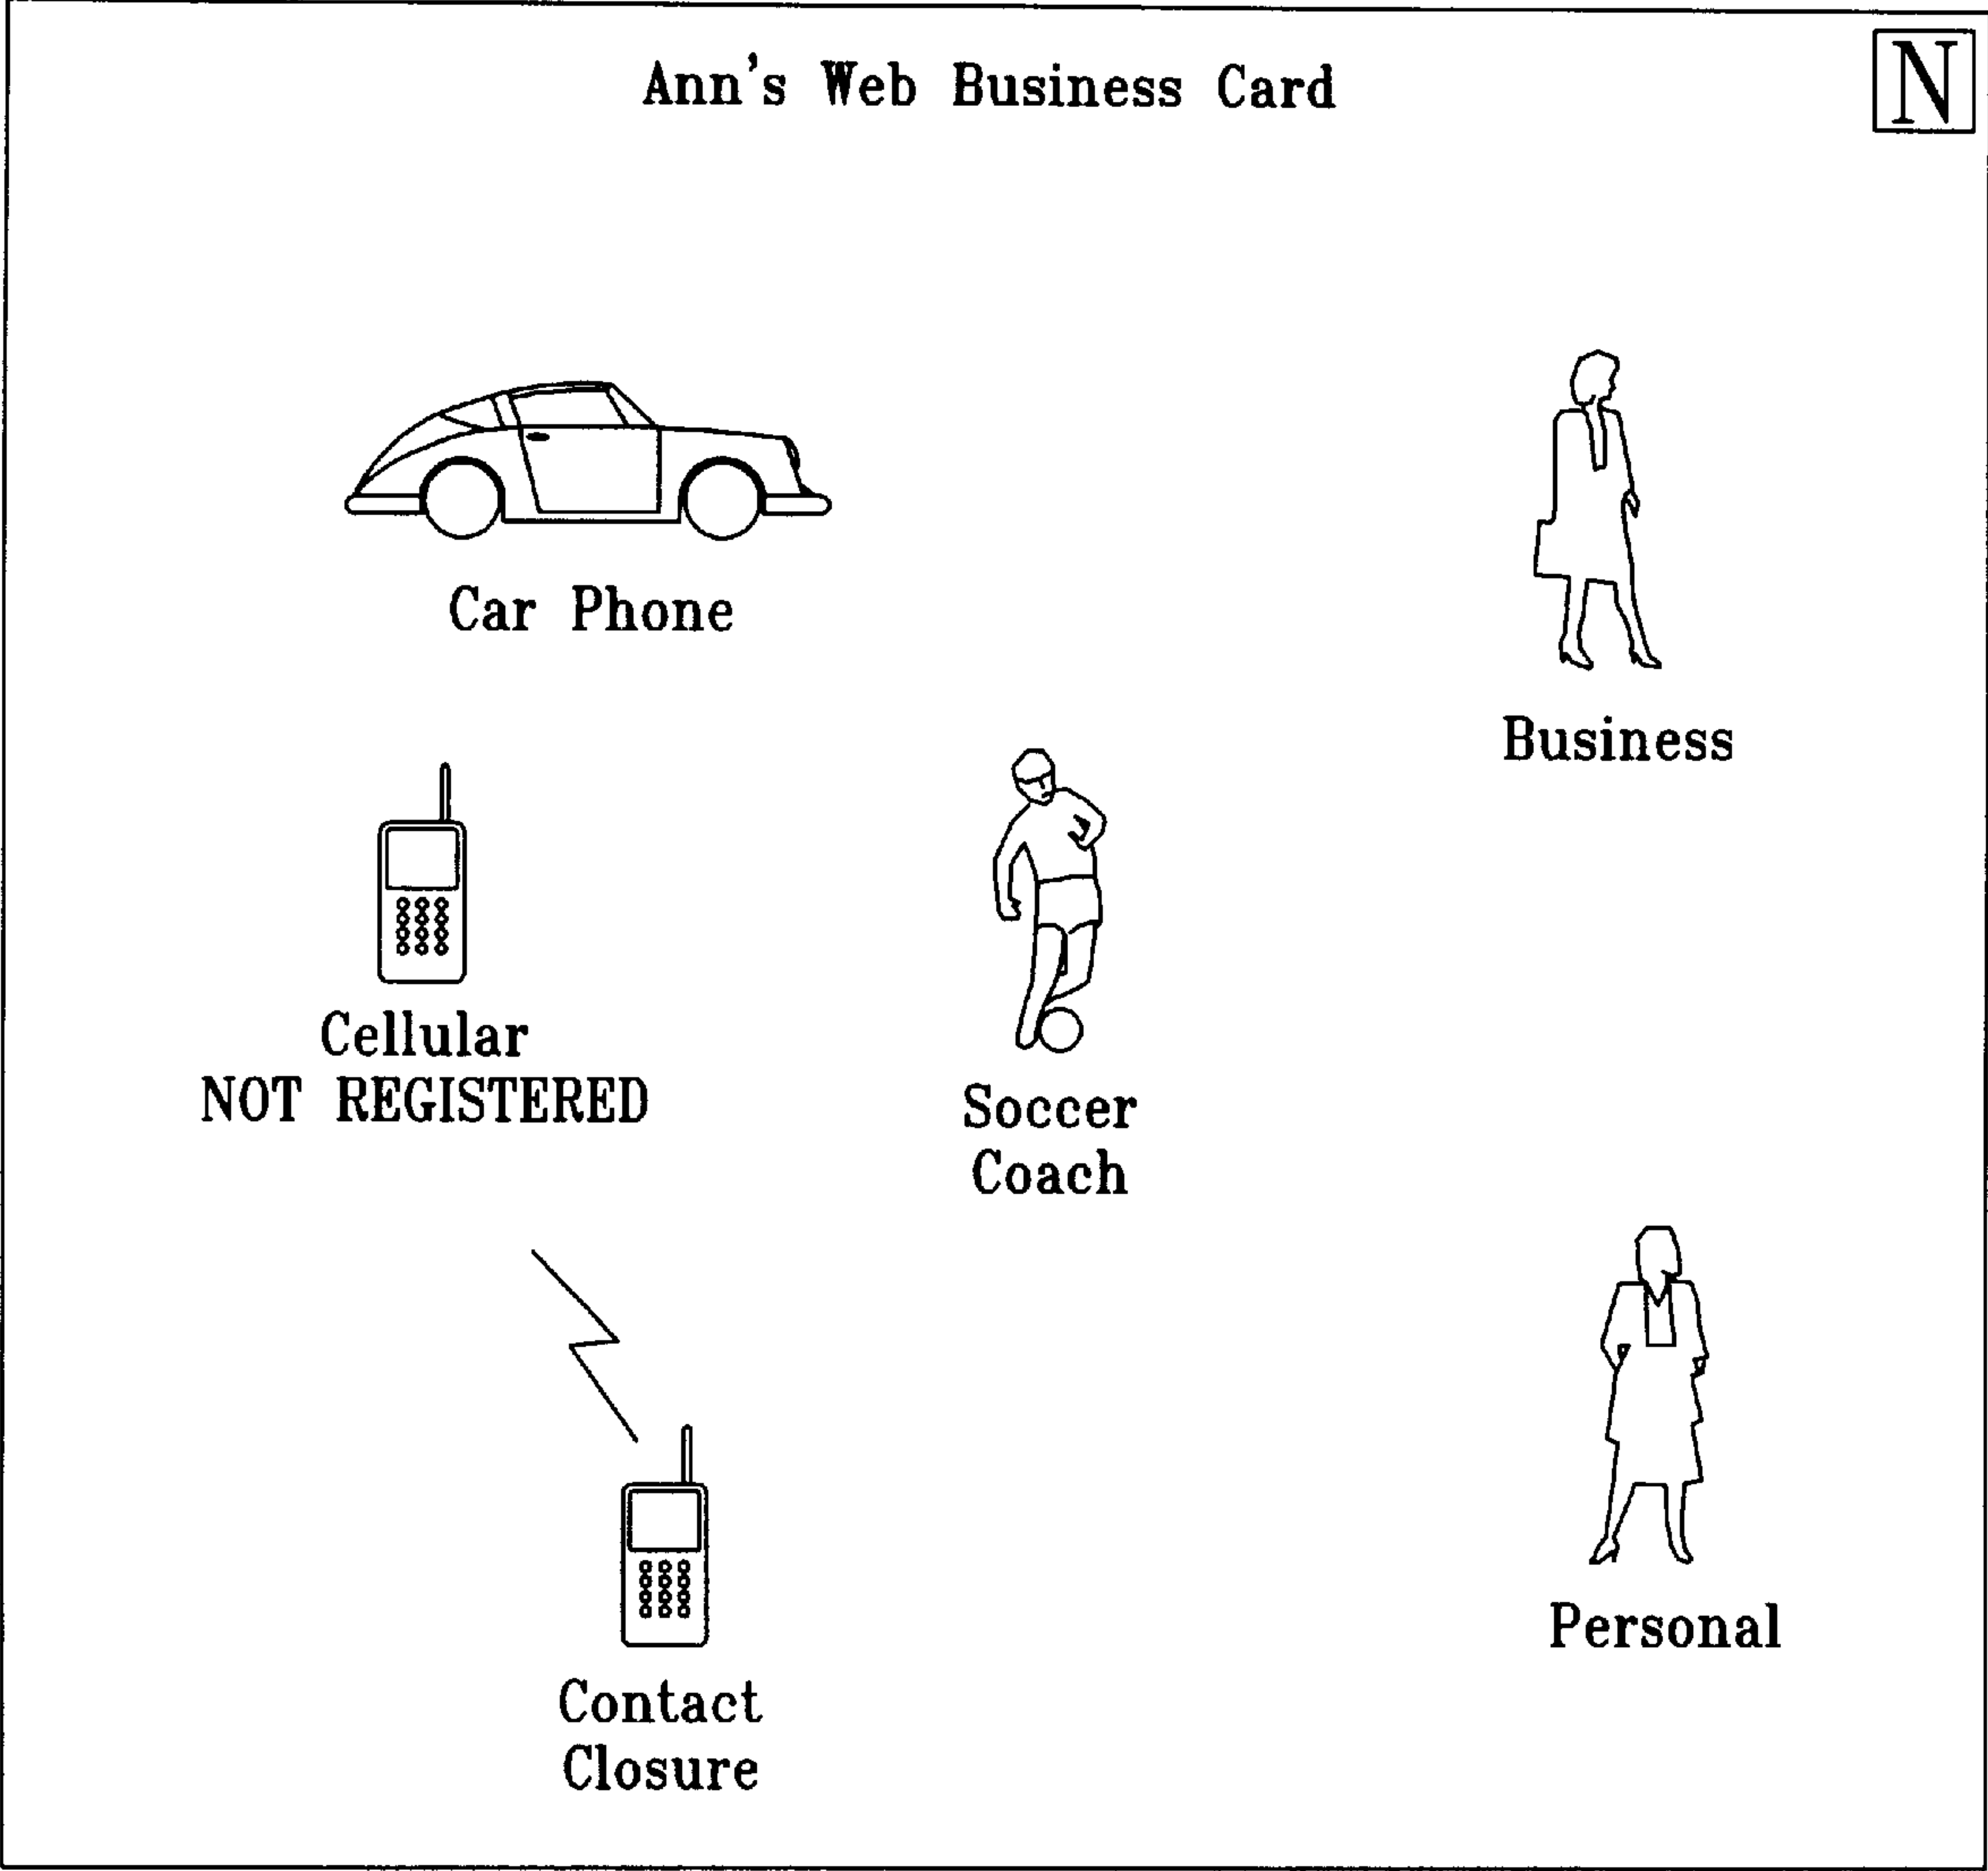 Ann's Web Business Card
N
Car Phone
Business
Cellular
NOT REGISTERED
Soccer
Coach
Contact
Closure
Personal